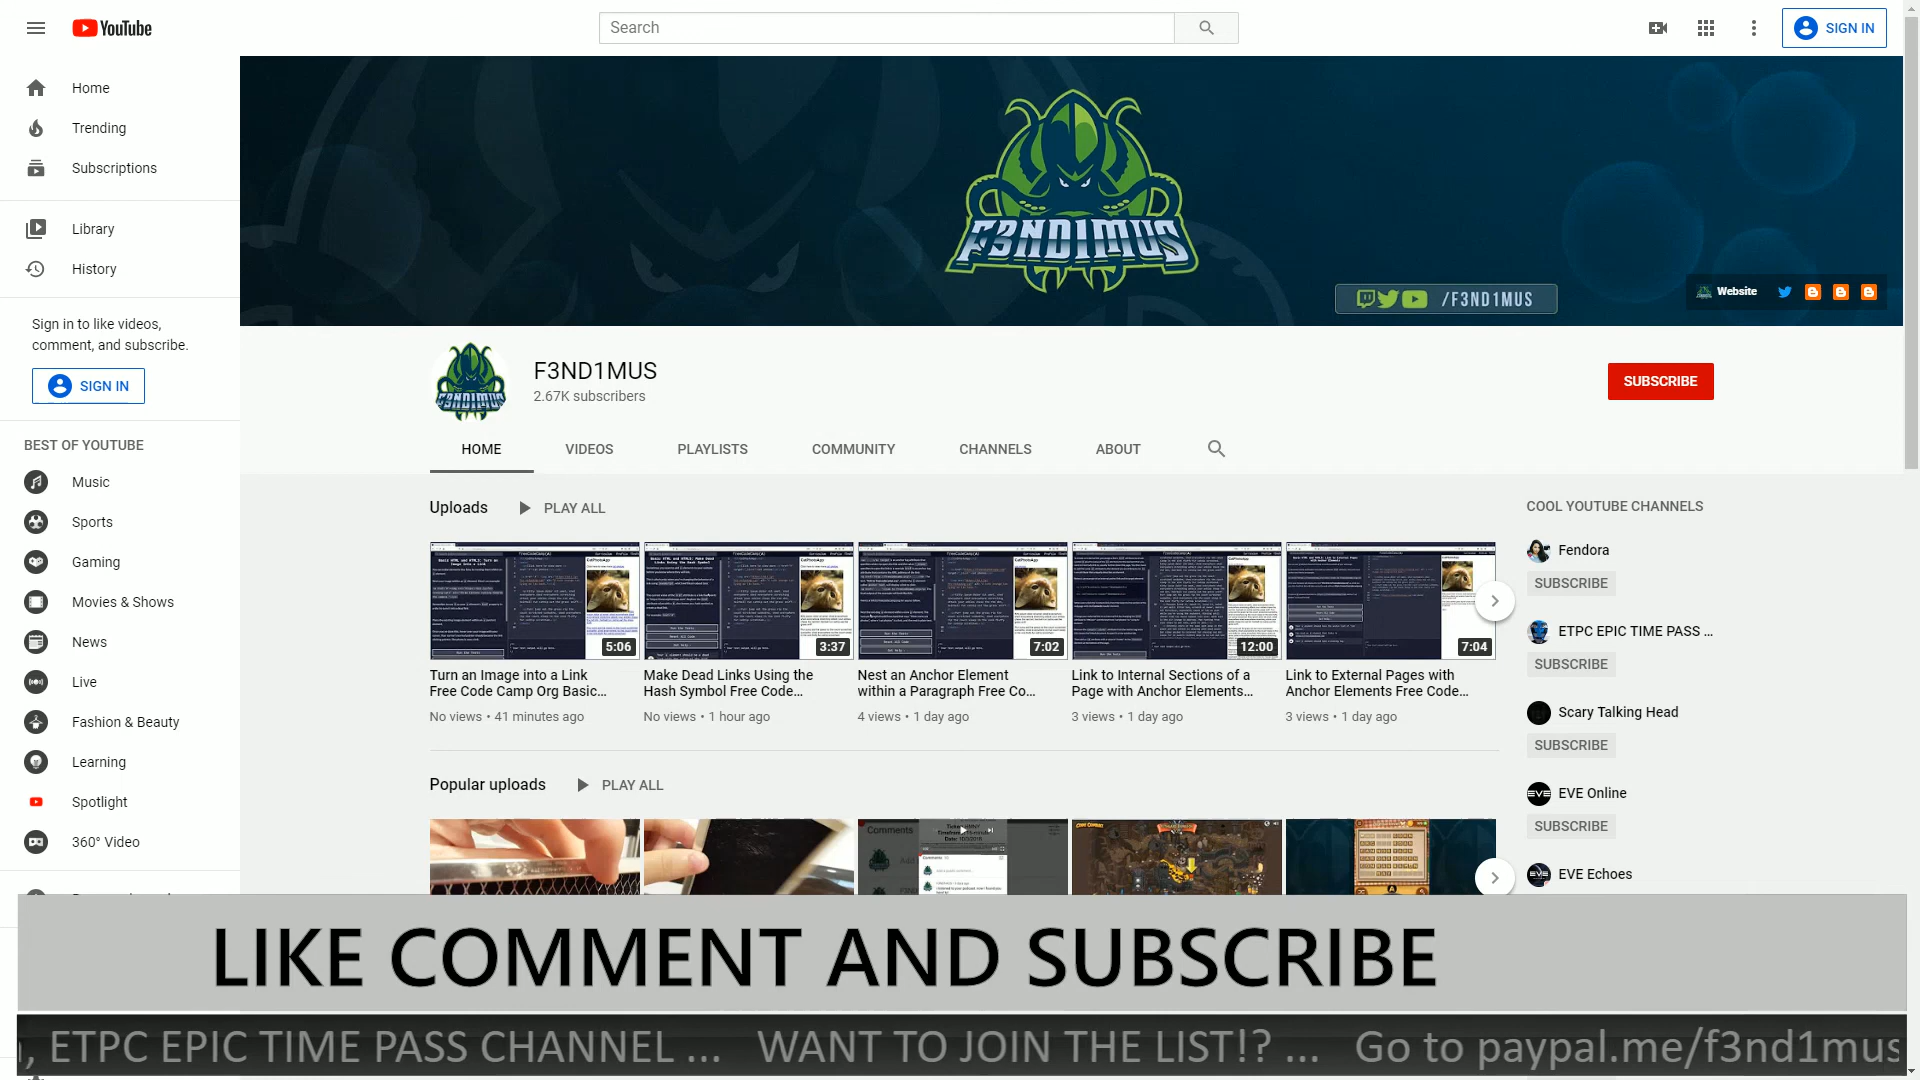 YouTube
Search
SIGN IN
Home
Trending
Subscriptions
Library
History
Sign in to like videos,
comment, and subscribe.
SIGN IN
BEST OF YOUTUBE
Music
Sports
Gaming
Movies & Shows
News
Live
Fashion & Beauty
Learning
Spotlight
360° Video
F3ND1MUS
/F3ND1MUS
Website
F3ND1MUS
F3ND1MUS
2.67K subscribers
SUBSCRIBE
HOME
VIDEOS
PLAYLISTS
COMMUNITY
CHANNELS
ABOUT
Uploads
PLAY ALL
5:06
Turn an Image into a Link
Free Code Camp Org Basic...
No views • 41 minutes ago
3:37
Make Dead Links Using the
Hash Symbol Free Code...
No views • 1 hour ago
7:02
Nest an Anchor Element
within a Paragraph Free Co...
4 views • 1 day ago
12:00
Link to Internal Sections of a
Page with Anchor Elements...
3 views • 1 day ago
7:04
Link to External Pages with
Anchor Elements Free Code...
3 views • 1 day ago
Popular uploads
PLAY ALL
Comments
COOL YOUTUBE CHANNELS
Fendora
SUBSCRIBE
ETPC EPIC TIME PASS ...
SUBSCRIBE
Scary Talking Head
SUBSCRIBE
EVE Online
SUBSCRIBE
EVE Echoes
LIKE COMMENT AND SUBSCRIBE
, ETPC EPIC TIME PASS CHANNEL ... WANT TO JOIN THE LIST!? ... Go to paypal.me/f3nd1mus